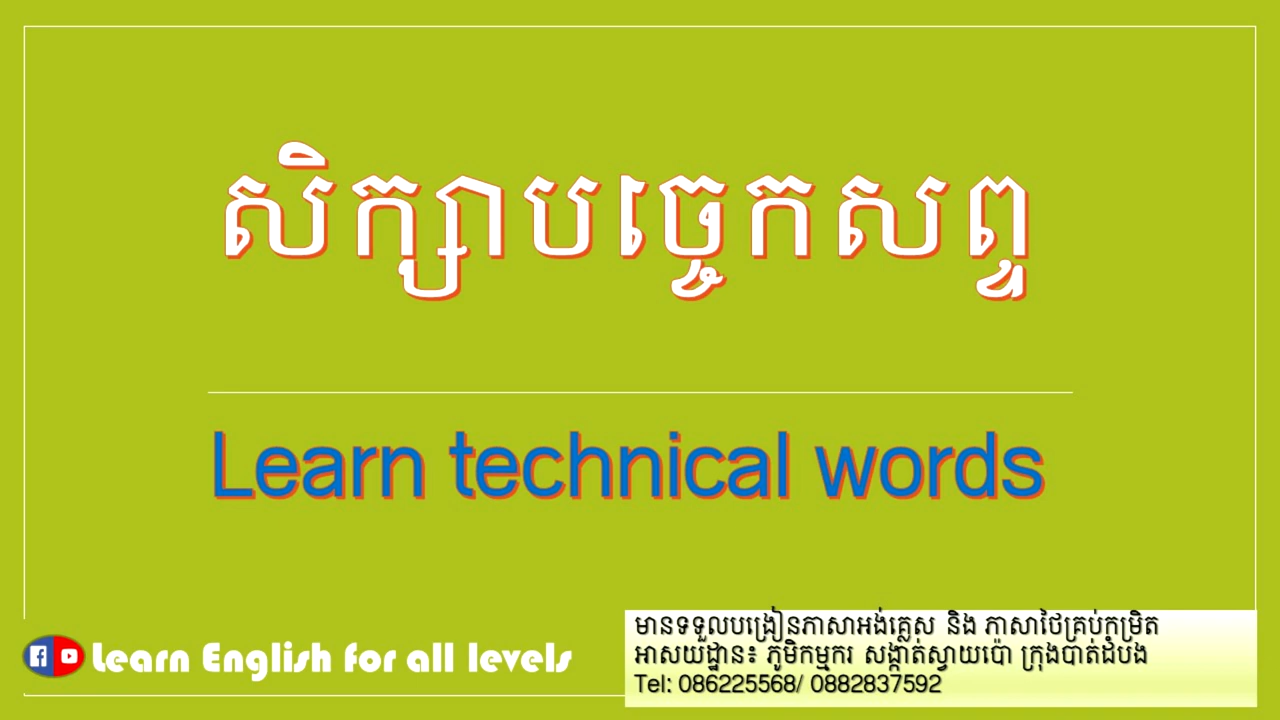 សិក្សាបច្ចេកសព្ទ
Learn technical words
Learn English for all levels
មានទទួលបង្រៀនភាសាអង់គ្លេស និង ភាសាថៃគ្រប់កម្រិត
អាសយដ្ឋាន៖ ភូមិកម្មករ សង្កាត់ស្វាយប៉ោ ក្រុងបាត់ដំបង
Tel: 086225568/ 0882837592